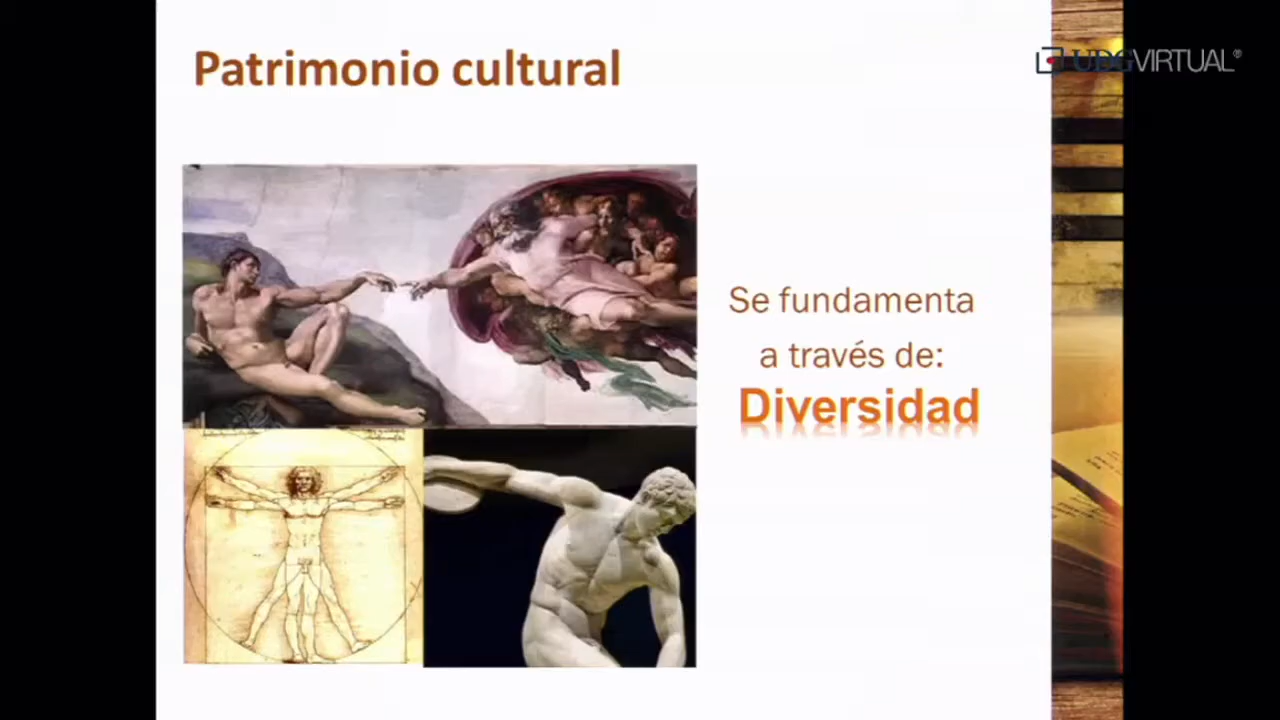 Patrimonio cultural
UDGVIRTUAL®
Se fundamenta
a través de:
Diversidad